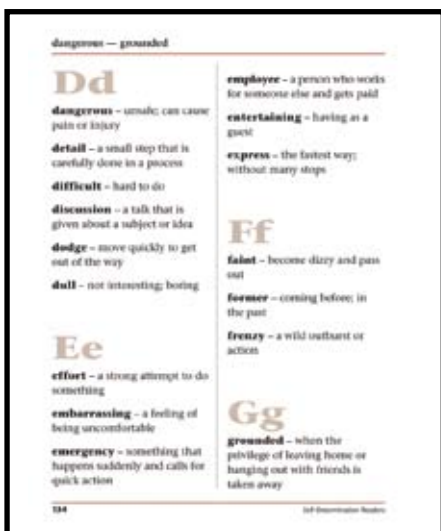 dangerous — grounded
Dd
dangerous – unsafe; can cause
pain or injury
detail – a small step that is
carefully done in a process
difficult – hard to do
discussion – a talk that is
given about a subject or idea
dodge – move quickly to get
out of the way
dull – not interesting; boring
Ee
effort – a strong attempt to do
something
embarrassing – a feeling of
being uncomfortable
emergency – something that
happens suddenly and calls for
quick action
employee – a person who works
for someone else and gets paid
entertaining – having as a
guest
express – the fastest way;
without many stops
Ff
faint – become dizzy and pass
out
former – coming before; in
the past
frenzy – a wild outburst or
action
Gg
grounded – when the
privilege of leaving home or
hanging out with friends is
taken away
134
Self-Determination Readers